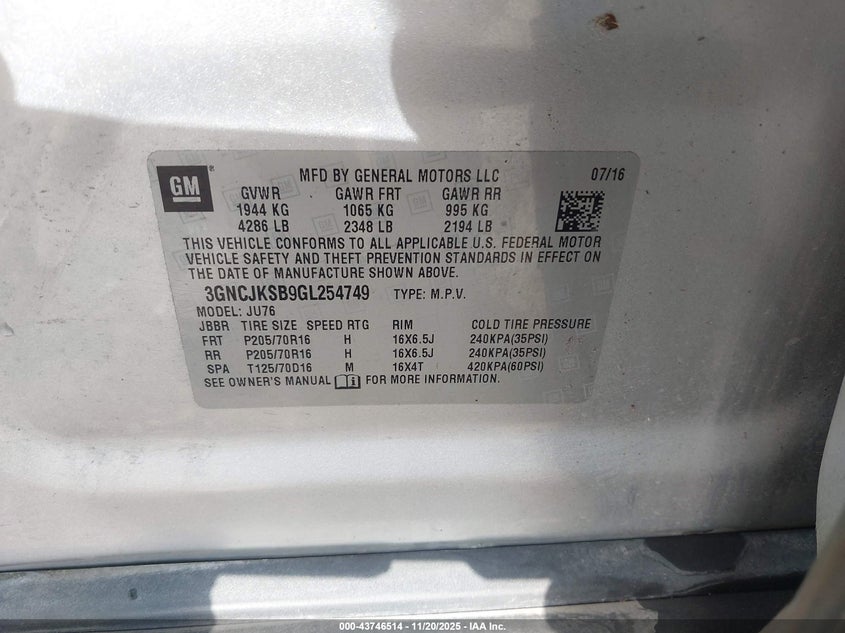 GM
MFD BY GENERAL MOTORS LLC 07/16
GVWR GAWR FRT GAWR RR
1944 KG 1065 KG 995 KG
4286 LB 2348 LB 2194 LB
THIS VEHICLE CONFORMS TO ALL APPLICABLE U.S. FEDERAL MOTOR
VEHICLE SAFETY AND THEFT PREVENTION STANDARDS IN EFFECT ON
THE DATE OF MANUFACTURE SHOWN ABOVE.
3GNCJKSB9GL254749 TYPE: M.P.V.
MODEL: JU76
JBBR TIRE SIZE SPEED RTG RIM COLD TIRE PRESSURE
FRT P205/70R16 H 16X6.5J 240KPA(35PSI)
RR P205/70R16 H 16X6.5J 240KPA(35PSI)
SPA T125/70D16 M 16X4T 420KPA(60PSI)
SEE OWNER'S MANUAL FOR MORE INFORMATION.
000-43746514 - 11/20/2025 - IAA Inc.